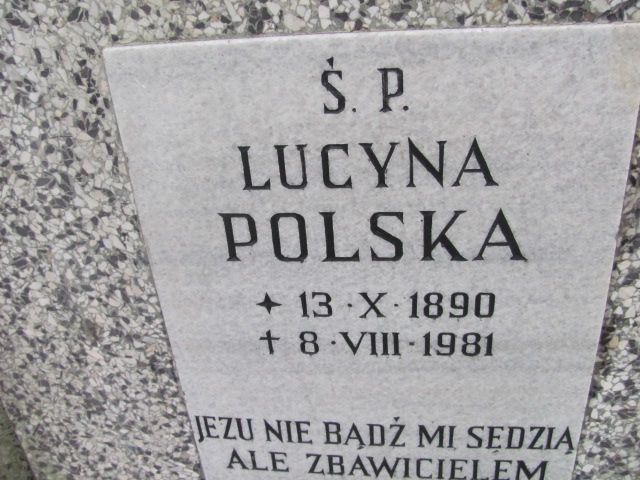 Ś. P.
LUCYNA
POLSKA
✦ 13·X·1890
† 8·VIII·1981
JEZU NIE BĄDŹ MI SĘDZIĄ
ALE ZBAWICIELEM